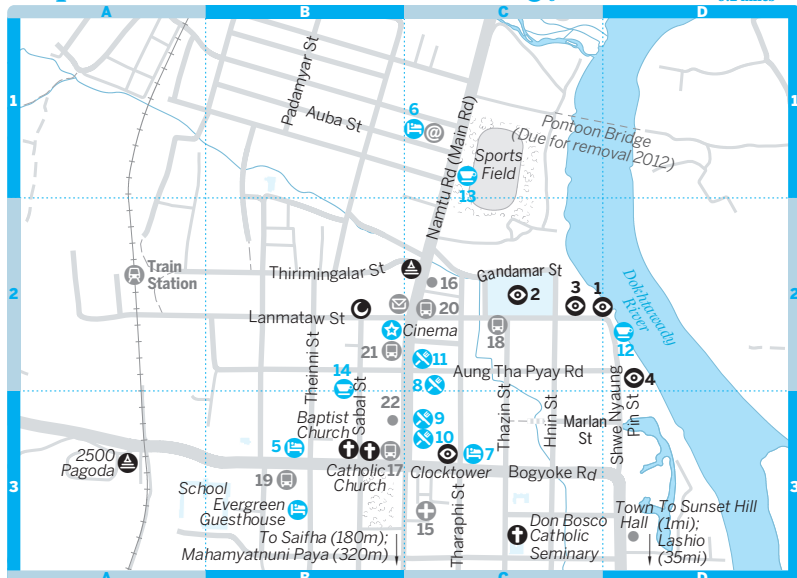 A
B
C
D
1
1
2
2
3
3
Padamyar St
Auba St
6
@
Namtu Rd (Main Rd)
Sports
Field
13
Pontoon Bridge
(Due for removal 2012)
Train
Station
Thirimingalar St
16
Gandamar St
2
3
1
Dokhtawady
River
Lanmataw St
20
18
Cinema
12
21
11
14
8
Aung Tha Pyay Rd
4
Theinni St
Sabai St
Thazin St
Hnin St
Shwe Nyaung
Pin St
22
Baptist
Church
9
10
Marlan
St
5
7
2500
Pagoda
Catholic
Church
17
Clocktower
Bogyoke Rd
19
School
Evergreen
Guesthouse
Tharaphi St
15
Don Bosco
Catholic
Seminary
Town
Hall
To Sunset Hill
(1mi);
Lashio
(35mi)
To Saifha (180m);
Mahamyatnuni Paya (320m)
A
B
C
D